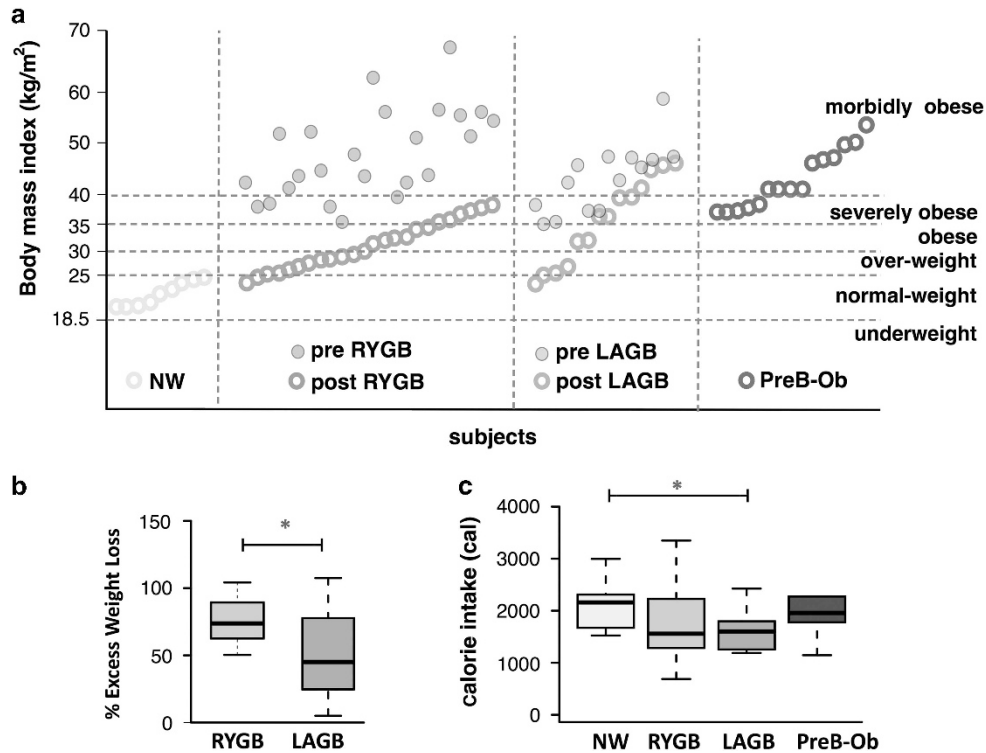 a
Body mass index (kg/m²)
70
60
50
40
35
30
25
18.5
morbidly obese
severely obese
obese
over-weight
normal-weight
underweight
NW
pre RYGB
post RYGB
pre LAGB
post LAGB
PreB-Ob
subjects
b
% Excess Weight Loss
150
100
50
0
*
RYGB LAGB
c
calorie intake (cal)
4000
3000
2000
1000
0
*
NW RYGB LAGB PreB-Ob